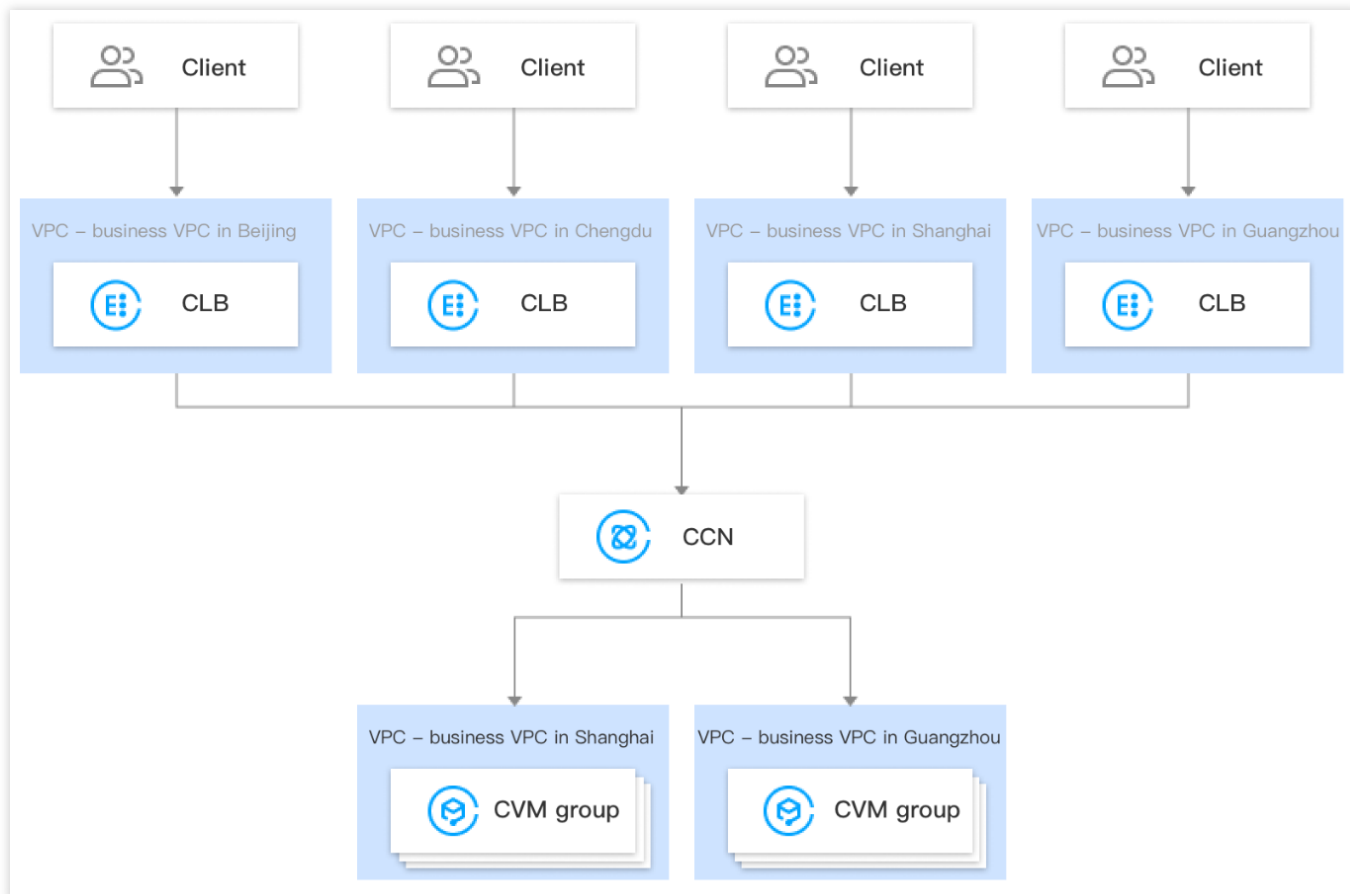 Client
Client
Client
Client
VPC – business VPC in Beijing
VPC – business VPC in Chengdu
VPC – business VPC in Shanghai
VPC – business VPC in Guangzhou
CLB
CLB
CLB
CLB
CCN
VPC – business VPC in Shanghai
VPC – business VPC in Guangzhou
CVM group
CVM group